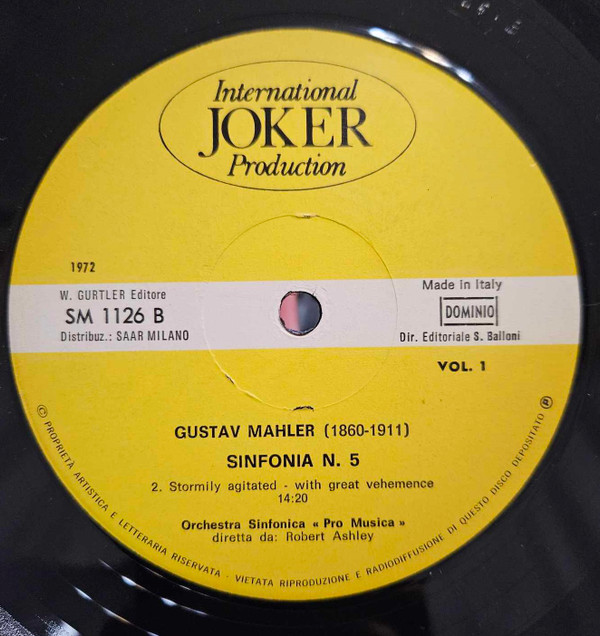 International
JOKER
Production
1972
W. GURTLER Editore
SM 1126 B
Distribuz.: SAAR MILANO
Made in Italy
DOMINIO
Dir. Editoriale S. Balloni
VOL. 1
GUSTAV MAHLER (1860-1911)
SINFONIA N. 5
2. Stormily agitated - with great vehemence
14:20
Orchestra Sinfonica « Pro Musica »
diretta da: Robert Ashley
© PROPRIETÀ ARTISTICA E LETTERARIA RISERVATA - VIETATA RIPRODUZIONE E RADIODIFFUSIONE DI QUESTO DISCO DEPOSITATO ℗